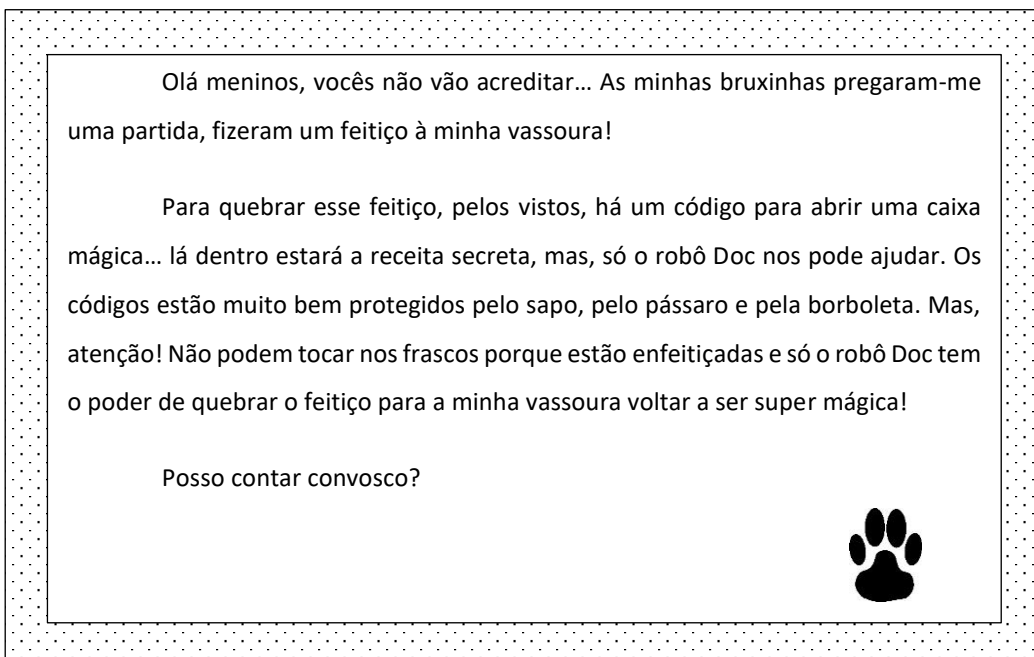 Olá meninos, vocês não vão acreditar… As minhas bruxinhas pregaram-me
uma partida, fizeram um feitiço à minha vassoura!
Para quebrar esse feitiço, pelos vistos, há um código para abrir uma caixa
mágica… lá dentro estará a receita secreta, mas, só o robô Doc nos pode ajudar. Os
códigos estão muito bem protegidos pelo sapo, pelo pássaro e pela borboleta. Mas,
atenção! Não podem tocar nos frascos porque estão enfeitiçadas e só o robô Doc tem
o poder de quebrar o feitiço para a minha vassoura voltar a ser super mágica!
Posso contar convosco?